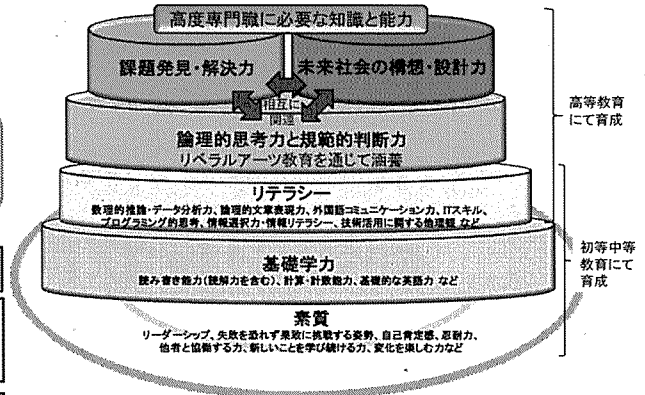 高度専門職に必要な知識と能力
課題発見・解決力
未来社会の構想・設計力
相互に
関連
論理的思考力と規範的判断力
リベラルアーツ教育を通じて涵養
高等教育
にて育成
リテラシー
数理的推論・データ分析力、論理的文章表現力、外国語コミュニケーション力、ITスキル、
プログラミング的思考、情報選択力・情報リテラシー、技術活用に関する倫理観 など
基礎学力
読み書き能力(読解力を含む)、計算・計数能力、基礎的な英語力 など
初等中等
教育にて
育成
素質
リーダーシップ、失敗を恐れず果敢に挑戦する姿勢、自己肯定感、忍耐力、
他者と協働する力、新しいことを学び続ける力、変化を楽しむ力など